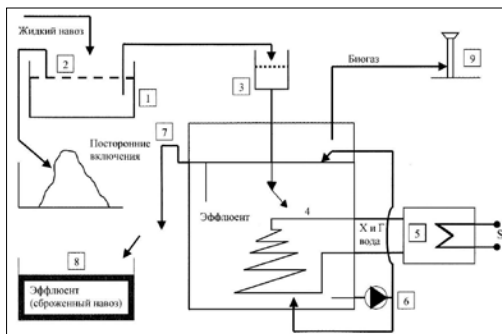 Жидкий навоз
2
1
3
Биогаз
9
Посторонние
включения
7
Эффлюент
4
Х и Г
вода
5
S
6
8
Эффлюент
(сброженный навоз)